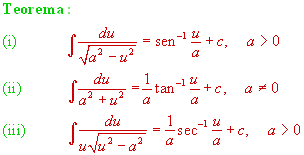 Teorema:
(i) ∫ du / √(a² − u²) = sen⁻¹ u/a + c, a > 0
(ii) ∫ du / (a² + u²) = 1/a tan⁻¹ u/a + c, a ≠ 0
(iii) ∫ du / (u√(u² − a²)) = 1/a sec⁻¹ u/a + c, a > 0